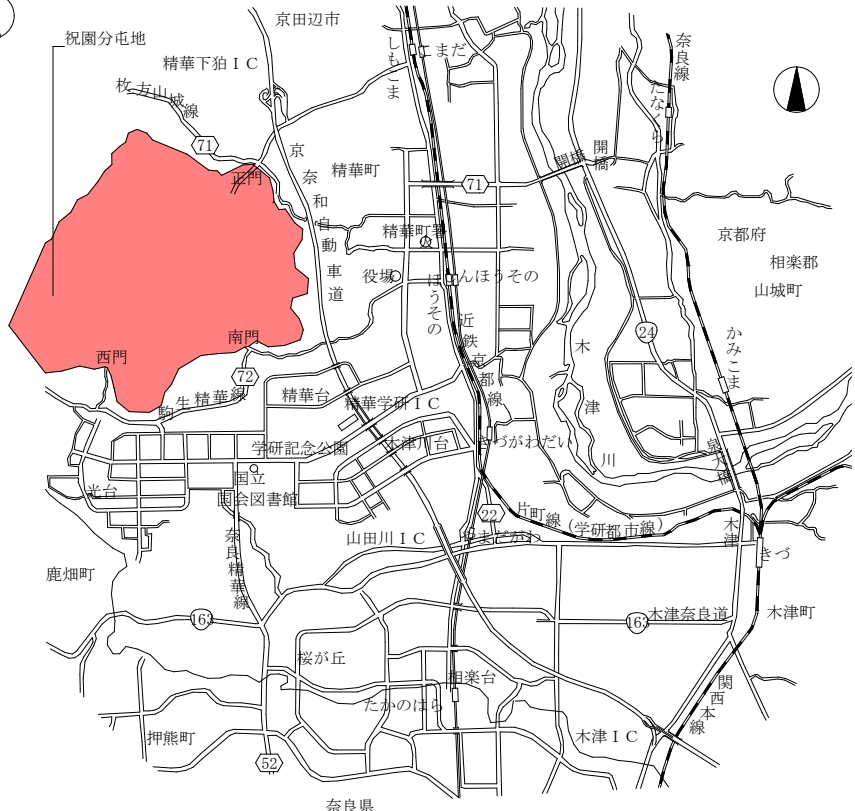 京田辺市
祝園分屯地
精華下狛IC
しもこま
こまだ
奈良線
たなくら
枚方山城線
71
正門
京奈和自動車道
精華町
71
開橋
開橋
精華町署
役場
しんほうその
ほうその
京都府
相楽郡
山城町
24
かみこま
近鉄京都線
木津川
南門
西門
72
生駒精華線
精華台
精華学研IC
学研記念公園
木津川台
きづがわだい
泉大橋
光台
国立
国会図書館
22
片町線(学研都市線)
山田川IC
やまだがわ
木津
きづ
奈良精華線
鹿畑町
163
163
木津奈良道
木津町
桜が丘
相楽台
たかのはら
関西本線
押熊町
52
木津IC
奈良県